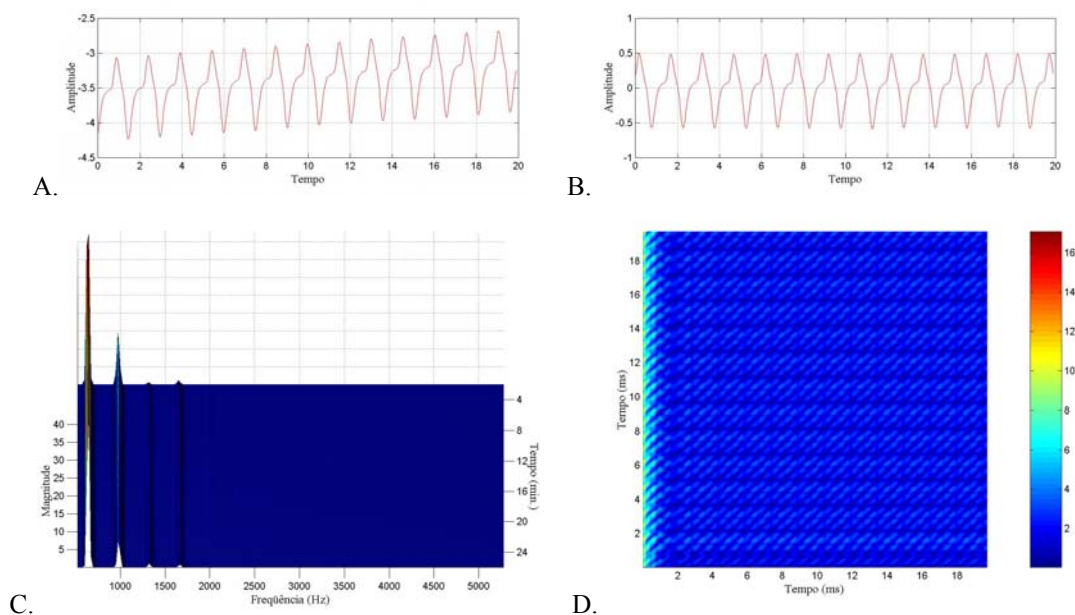 -2.5
-3
-3.5
-4
-4.5
Amplitude
0 2 4 6 8 10 12 14 16 18 20
Tempo
A.
1
0.5
0
-0.5
-1
Amplitude
0 2 4 6 8 10 12 14 16 18 20
Tempo
B.
40
35
30
25
20
15
10
5
Magnitude
4
8
12
16
20
24
Tempo (min.)
1000 1500 2000 2500 3000 3500 4000 4500 5000
Freqüência (Hz)
C.
18
16
14
12
10
8
6
4
2
Tempo (ms)
2 4 6 8 10 12 14 16 18
Tempo (ms)
16
14
12
10
8
6
4
2
D.